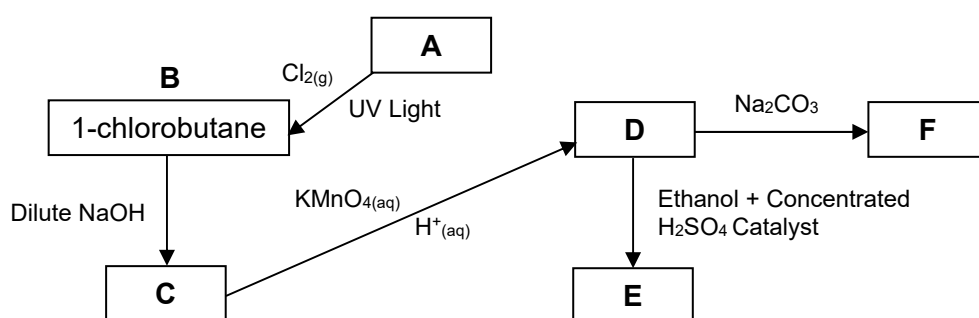 A
Cl₂(g)
B
UV Light
1-chlorobutane
Na₂CO₃
D
F
KMnO₄(aq)
H⁺(aq)
Dilute NaOH
Ethanol + Concentrated
H₂SO₄ Catalyst
C
E